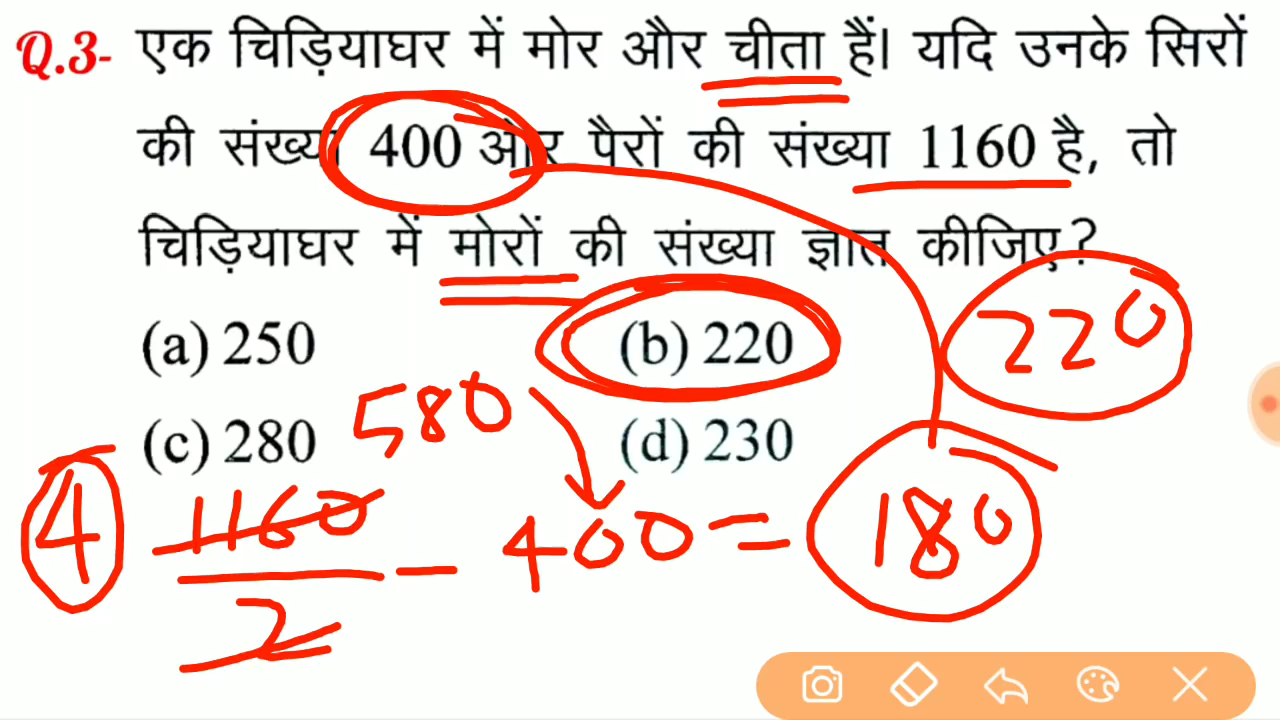 Q.3- एक चिड़ियाघर में मोर और चीता हैं। यदि उनके सिरों
की संख्या 400 और पैरों की संख्या 1160 है, तो
चिड़ियाघर में मोरों की संख्या ज्ञात कीजिए?
(a) 250 (b) 220 220
(c) 280 580 (d) 230
4 1160/2 - 400 = 180